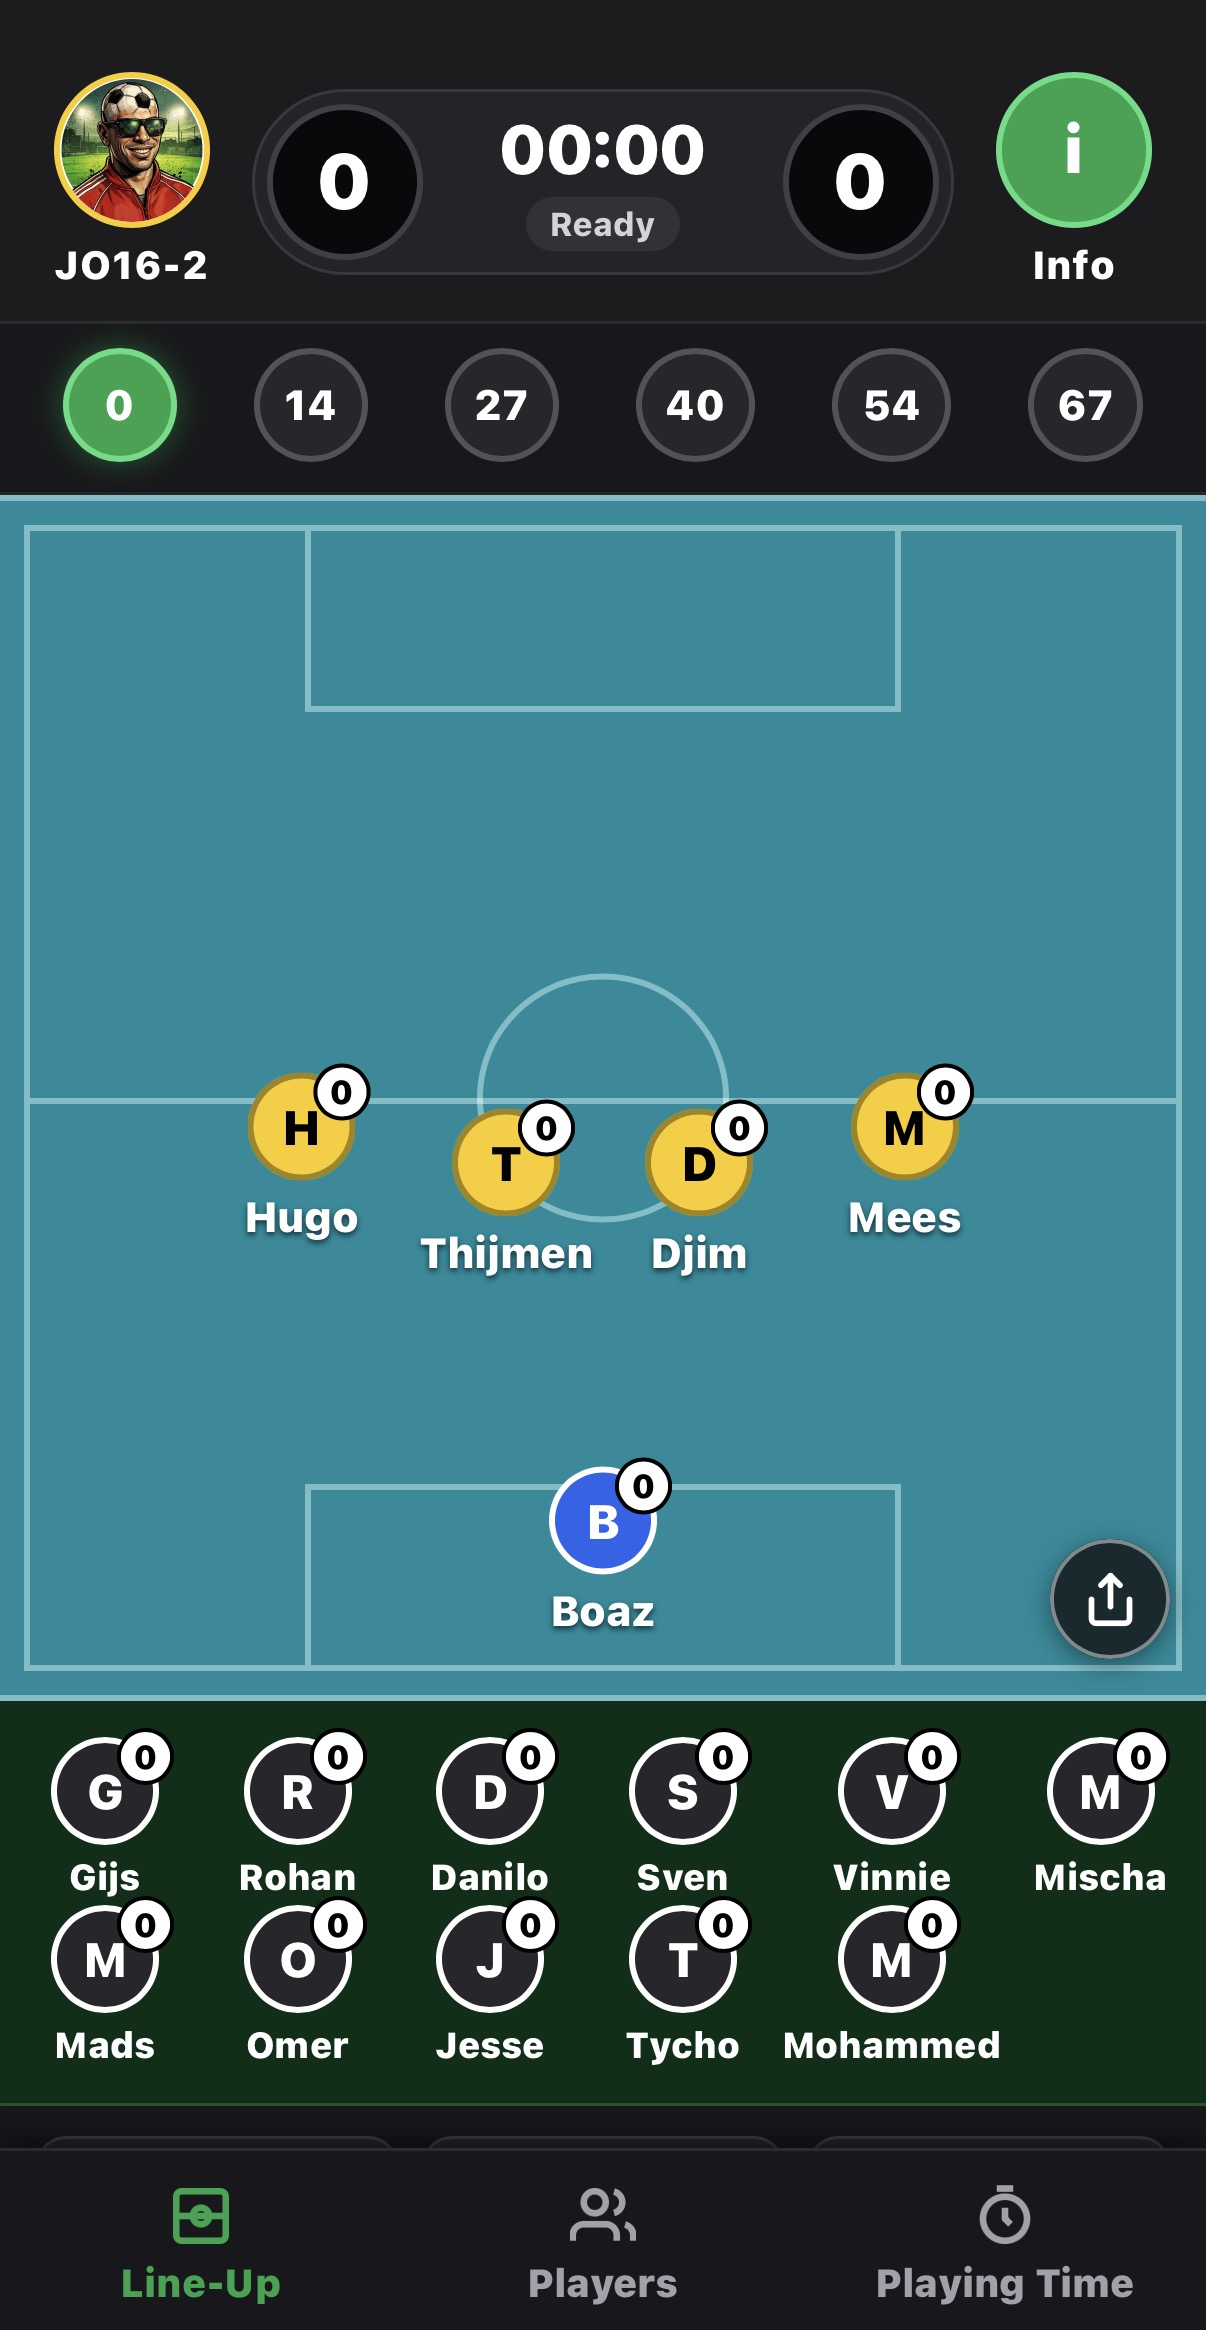 0
00:00
Ready
0
i
JO16-2
Info
0
14
27
40
54
67
H
0
Hugo
T
0
Thijmen
D
0
Djim
M
0
Mees
B
0
Boaz
G 0 R 0 D 0 S 0 V 0 M 0
Gijs Rohan Danilo Sven Vinnie Mischa
M 0 O 0 J 0 T 0 M 0
Mads Omer Jesse Tycho Mohammed
Line-Up Players Playing Time